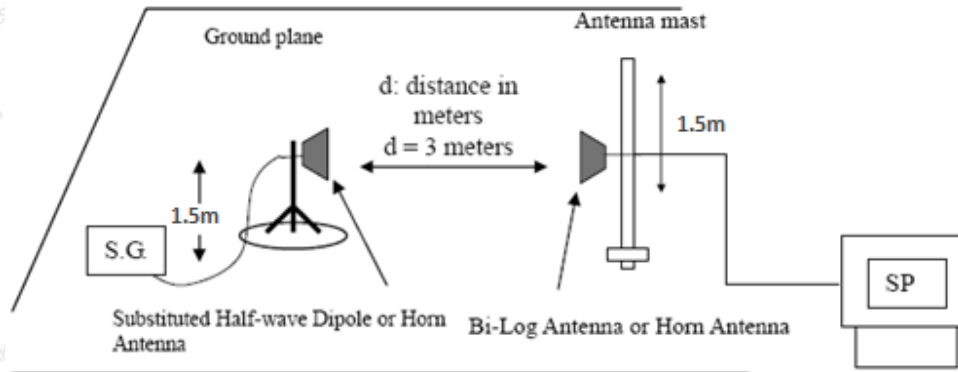 Ground plane
Antenna mast
d: distance in
meters
d = 3 meters
1.5m
1.5m
S.G.
SP
Substituted Half-wave Dipole or Horn
Antenna
Bi-Log Antenna or Horn Antenna